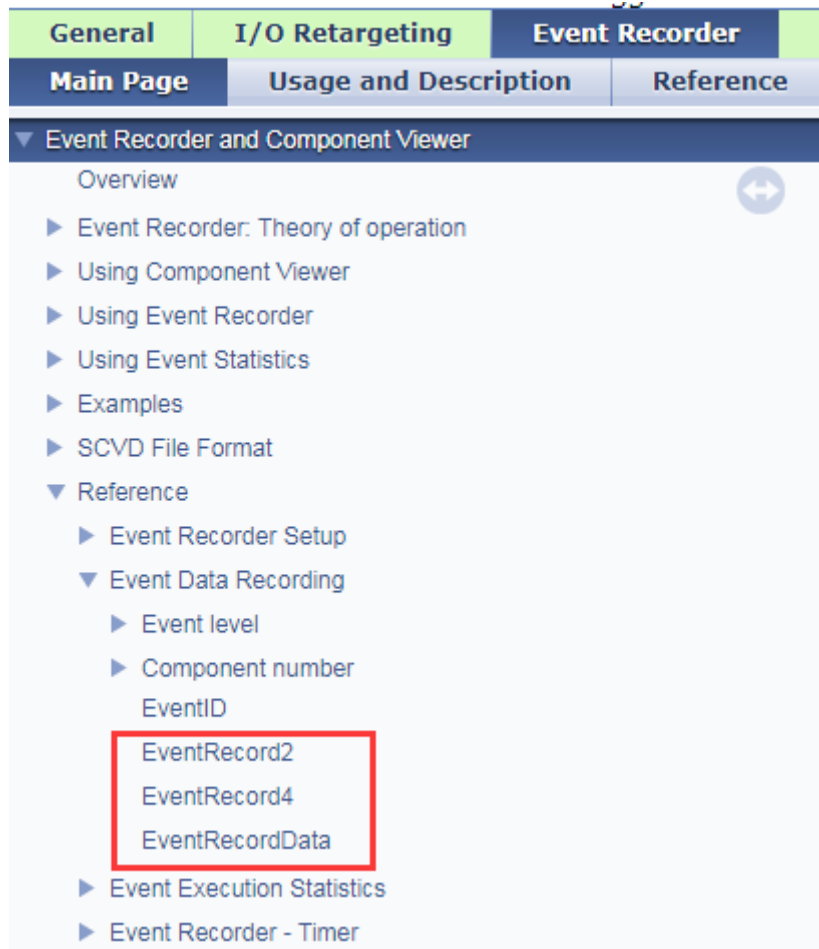 General I/O Retargeting Event Recorder
Main Page Usage and Description Reference
Event Recorder and Component Viewer
Overview
Event Recorder: Theory of operation
Using Component Viewer
Using Event Recorder
Using Event Statistics
Examples
SCVD File Format
Reference
Event Recorder Setup
Event Data Recording
Event level
Component number
EventID
EventRecord2
EventRecord4
EventRecordData
Event Execution Statistics
Event Recorder - Timer